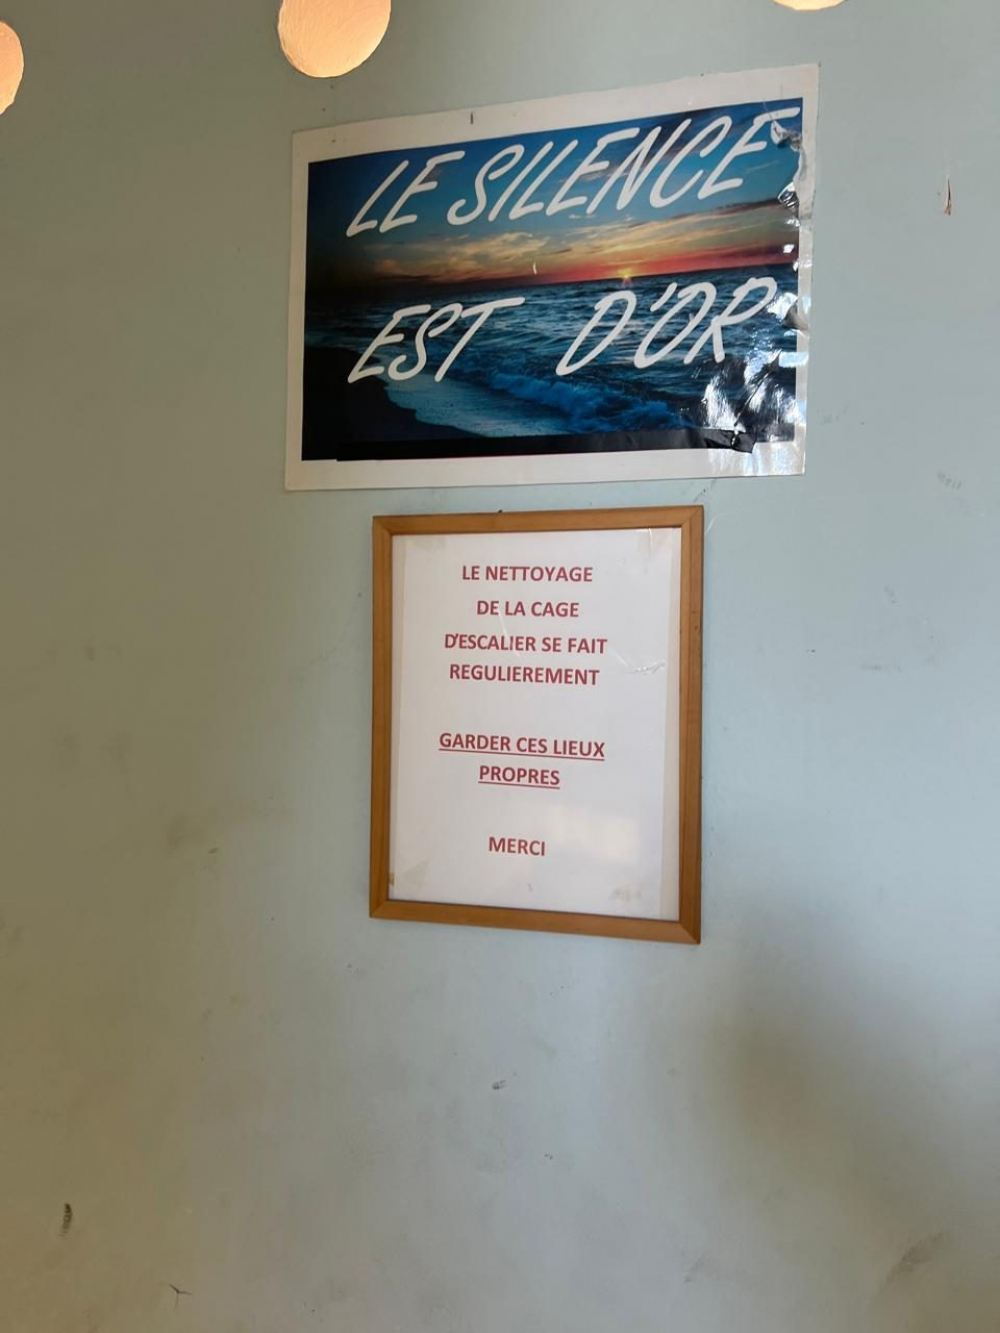 LE SILENCE
EST D'OR
LE NETTOYAGE
DE LA CAGE
D'ESCALIER SE FAIT
REGULIEREMENT
GARDER CES LIEUX
PROPRES
MERCI